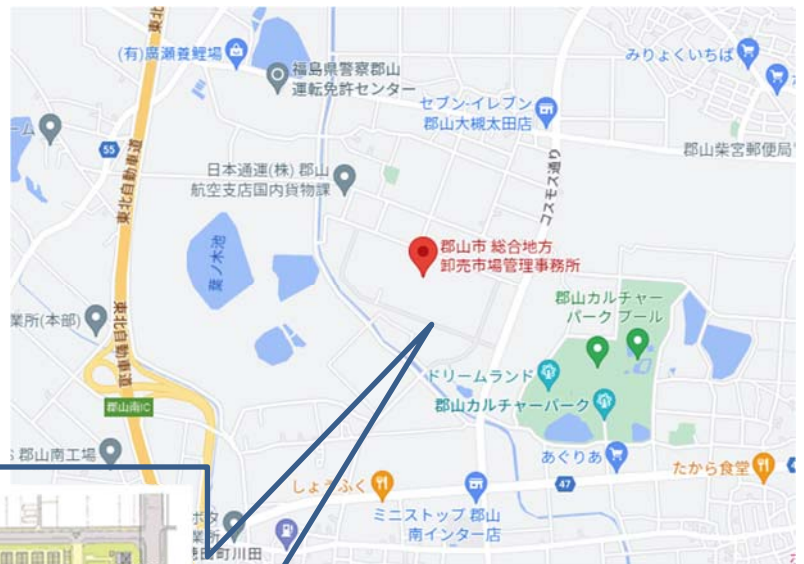 (有)廣瀬養鯉場
福島県警察郡山
運転免許センター
みりょくいちば
セブン-イレブン
郡山大槻太田店
郡山柴宮郵便局
ーム
55
東北自動車道
日本通運(株) 郡山
航空支店国内貨物課
コスモス通り
葉ノ木池
郡山市 総合地方
卸売市場管理事務所
郡山カルチャー
パーク プール
業所(本部)
東北自動車道
ドリームランド
郡山カルチャーパーク
郡山南IC
郡山南工場
あぐりあ
たから食堂
しょうふく
47
ミニストップ 郡山
南インター店
町川田